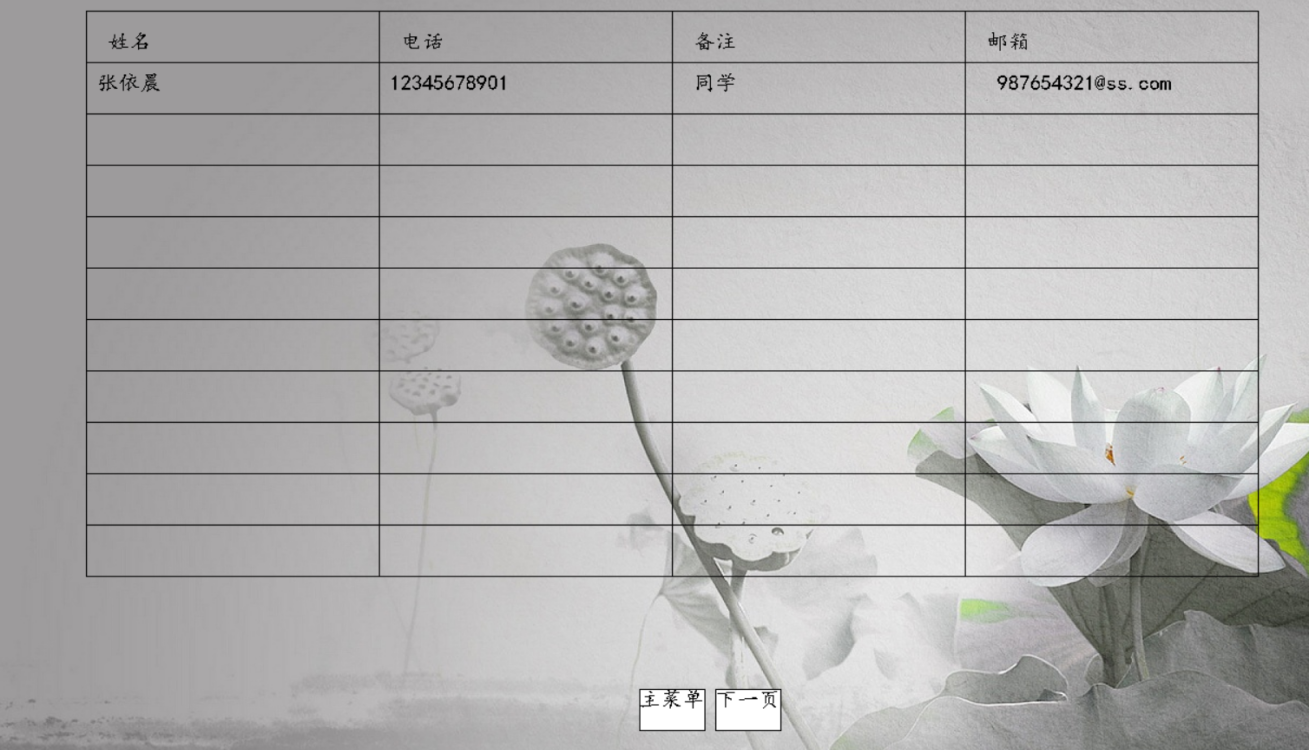 姓名 电话 备注 邮箱
张依晨 12345678901 同学 987654321@ss.com
主菜单 下一页